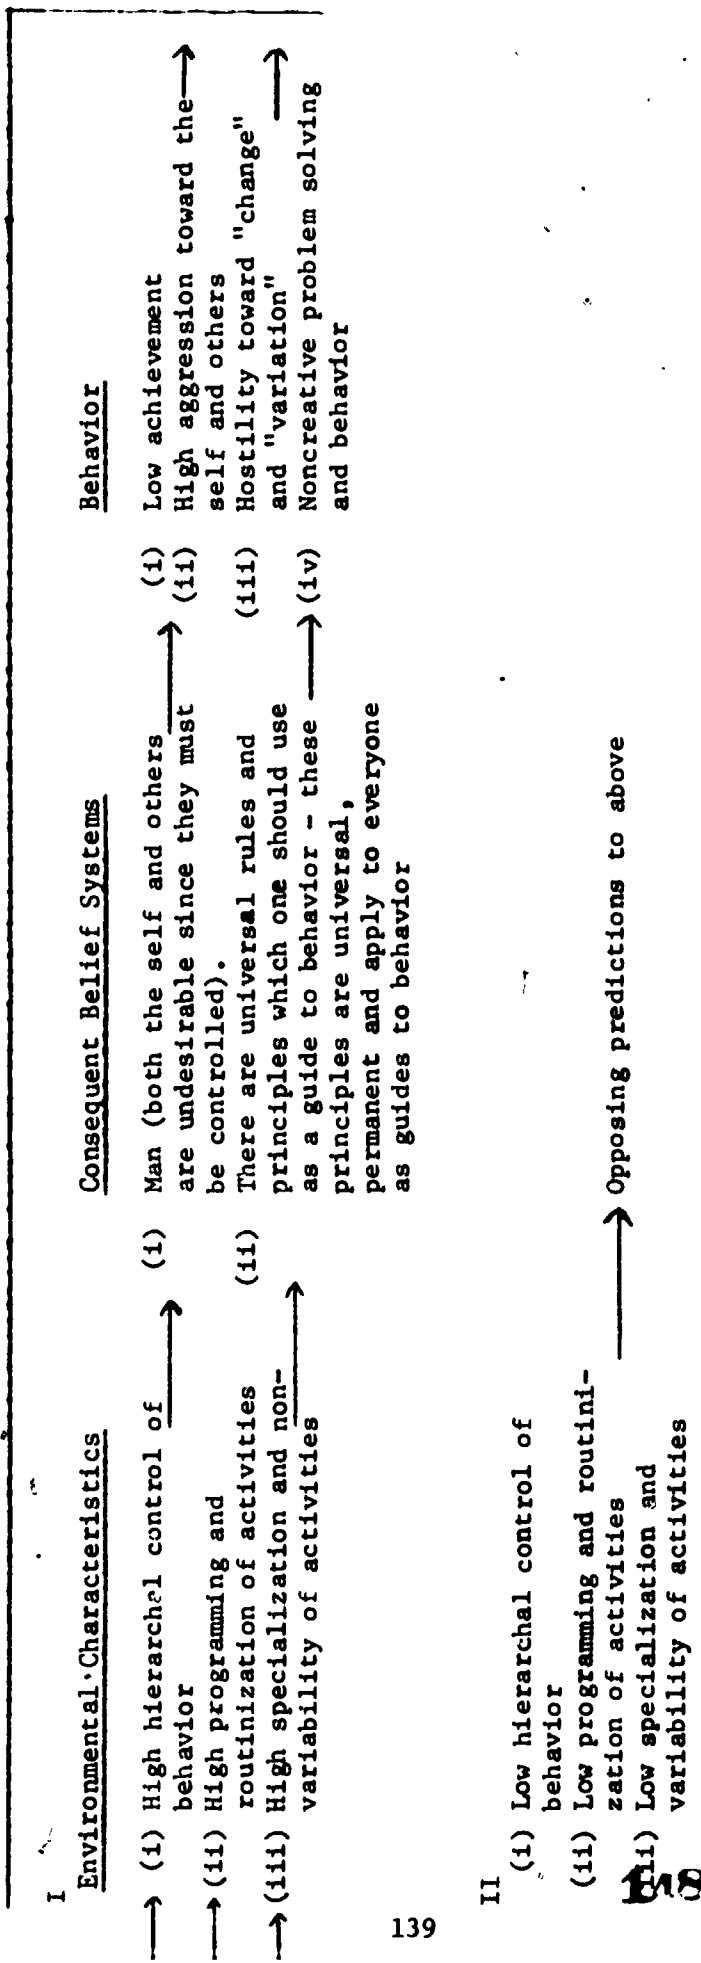 I
Environmental Characteristics
(i) High hierarchal control of
behavior
(ii) High programming and
routinization of activities
(iii) High specialization and non-
variability of activities
Consequent Belief Systems
(i) Man (both the self and others
are undesirable since they must
be controlled).
(ii) There are universal rules and
principles which one should use
as a guide to behavior - these
principles are universal,
permanent and apply to everyone
as guides to behavior
Behavior
(i) Low achievement
(ii) High aggression toward the
self and others
(iii) Hostility toward "change"
and "variation"
(iv) Noncreative problem solving
and behavior
II
(i) Low hierarchal control of
behavior
(ii) Low programming and routini-
zation of activities
(iii) Low specialization and
variability of activities
Opposing predictions to above
139